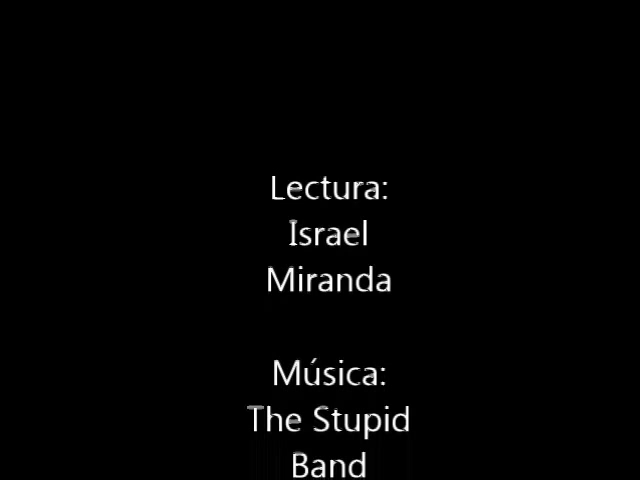 Lectura:
Israel
Miranda
Música:
The Stupid
Band